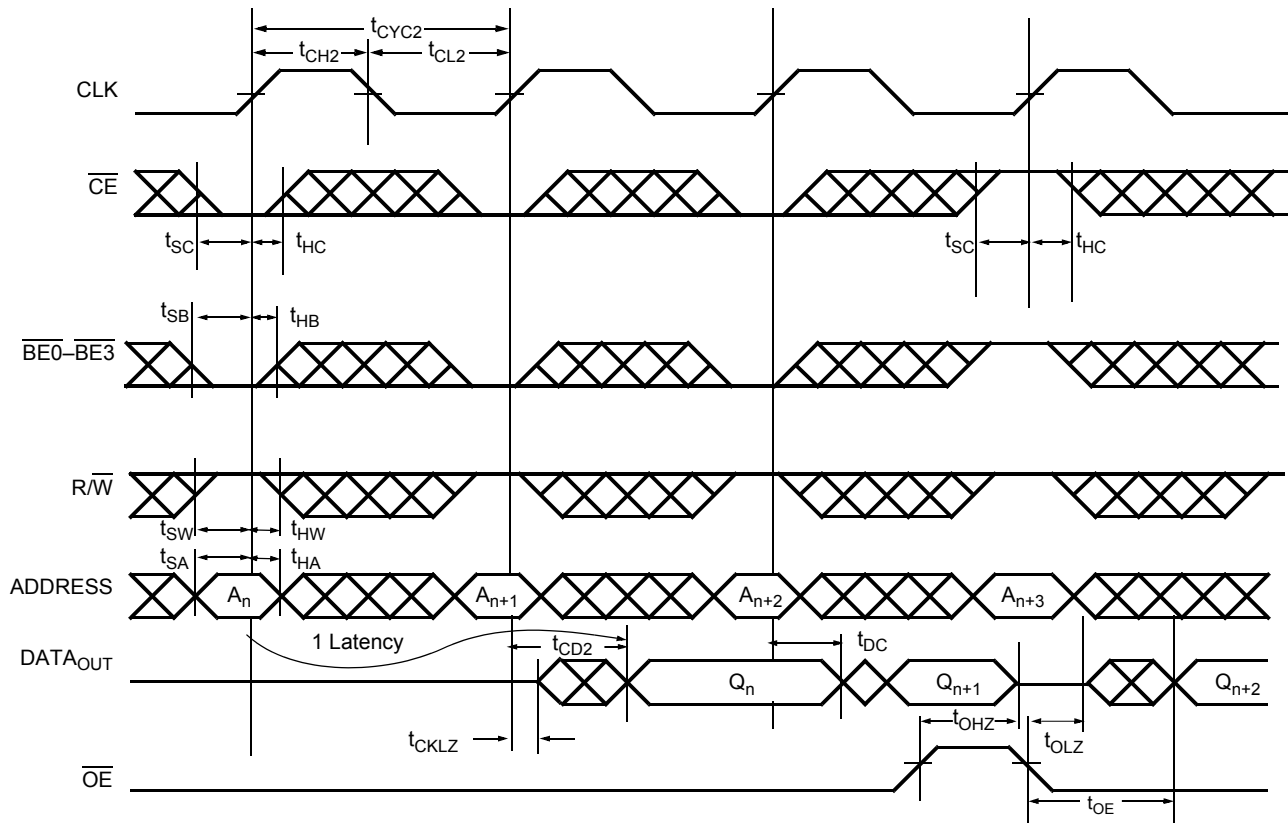 tCYC2
tCH2 tCL2
CLK
CE
tSC tHC tSC tHC
tSB tHB
BE0–BE3
R/W
tSW tHW
tSA tHA
ADDRESS An An+1 An+2 An+3
1 Latency tCD2 tDC
DATAOUT Qn Qn+1 Qn+2
tCKLZ tOHZ tOLZ
OE
tOE